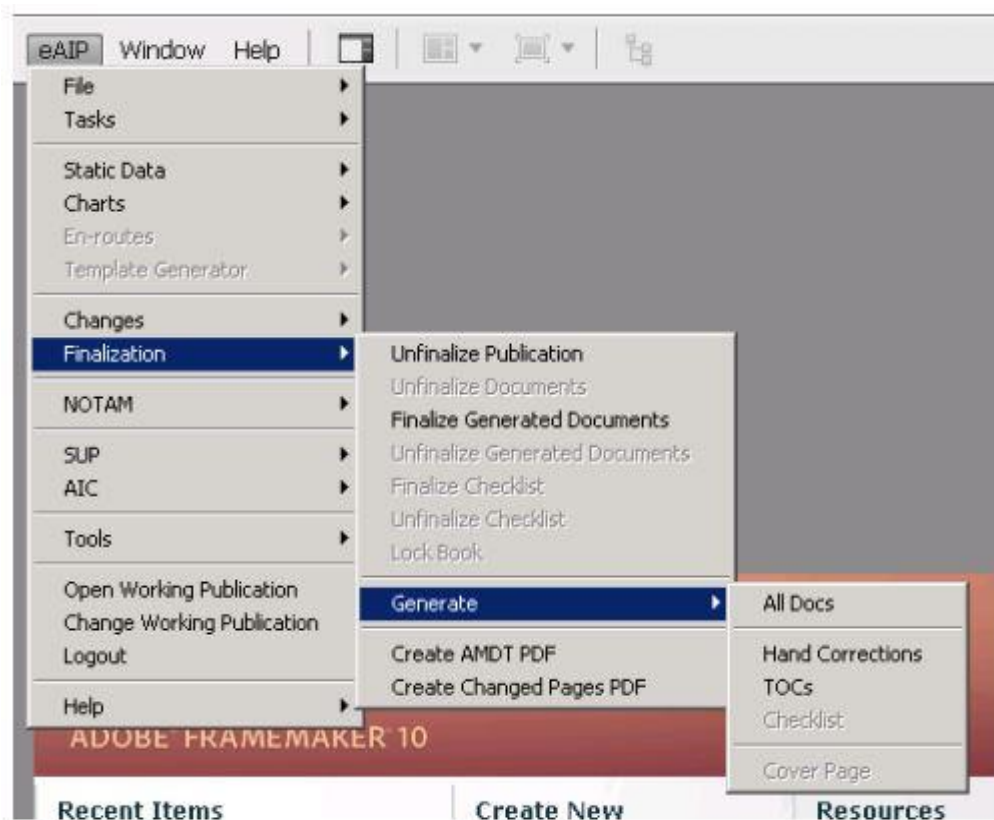 eAIP Window Help
File
Tasks
Static Data
Charts
En-routes
Template Generator
Changes
Finalization
NOTAM
SUP
AIC
Tools
Open Working Publication
Change Working Publication
Logout
Help
Unfinalize Publication
Unfinalize Documents
Finalize Generated Documents
Unfinalize Generated Documents
Finalize Checklist
Unfinalize Checklist
Lock Book
Generate
Create AMDT PDF
Create Changed Pages PDF
All Docs
Hand Corrections
TOCs
Checklist
Cover Page
ADOBE® FRAMEMAKER® 10
Recent Items
Create New
Resources